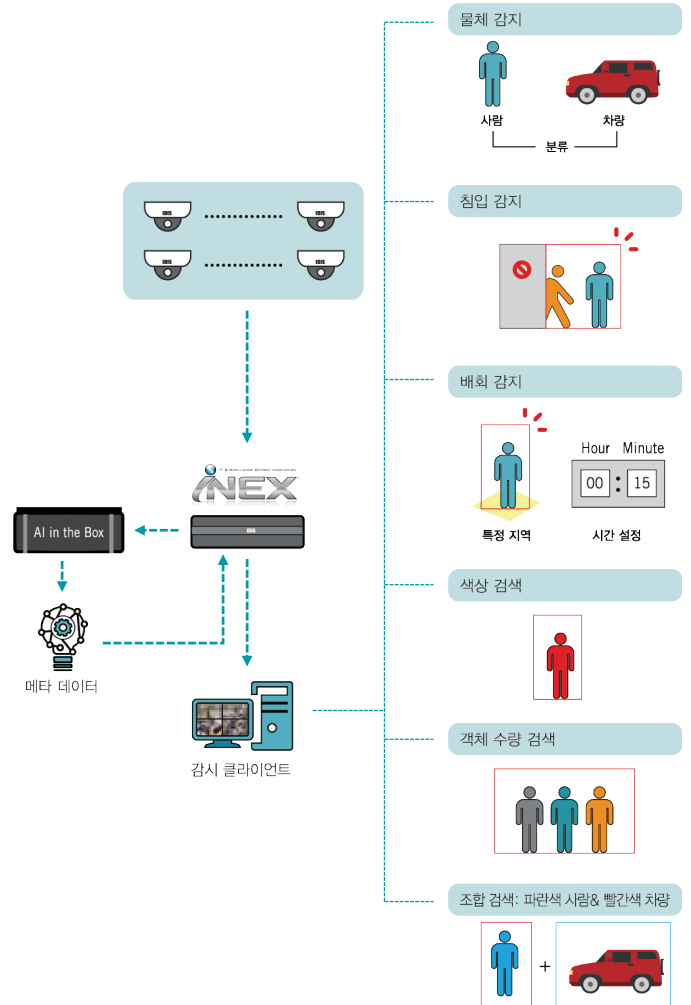 물체 감지
사람
차량
분류
IDIS
IDIS
IDIS
IDIS
침입 감지
배회 감지
Hour Minute
00 : 15
특정 지역
시간 설정
iNEX
IDIS
AI in the Box
메타 데이터
감시 클라이언트
색상 검색
객체 수량 검색
조합 검색: 파란색 사람& 빨간색 차량
+